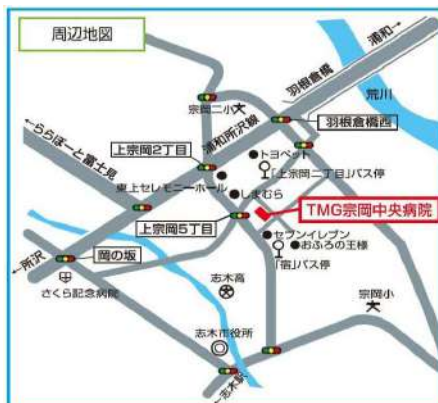 周辺地図
浦和→
羽根倉橋
荒川
宗岡二小
浦和所沢線
羽根倉橋西
←ららぽーと富士見
上宗岡2丁目
トヨペット
「上宗岡二丁目」バス停
東上セレモニーホール
しまむら
TMG宗岡中央病院
上宗岡5丁目
セブンイレブン
おふろの王様
「宿」バス停
←所沢
岡の坂
さくら記念病院
志木高
宗岡小
志木市役所
←志木駅